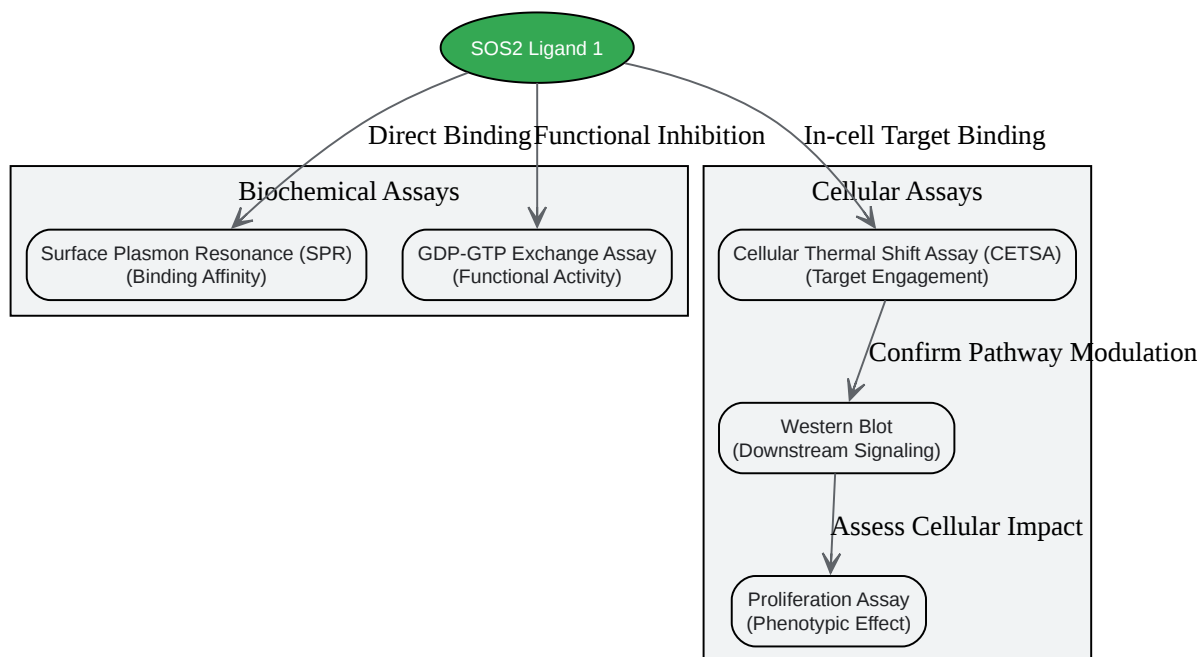 SOS2 Ligand 1
Direct Binding
Functional Inhibition
In-cell Target Binding
Biochemical Assays
Cellular Assays
Surface Plasmon Resonance (SPR)
(Binding Affinity)
GDP-GTP Exchange Assay
(Functional Activity)
Cellular Thermal Shift Assay (CETSA)
(Target Engagement)
Confirm Pathway Modulation
Western Blot
(Downstream Signaling)
Assess Cellular Impact
Proliferation Assay
(Phenotypic Effect)